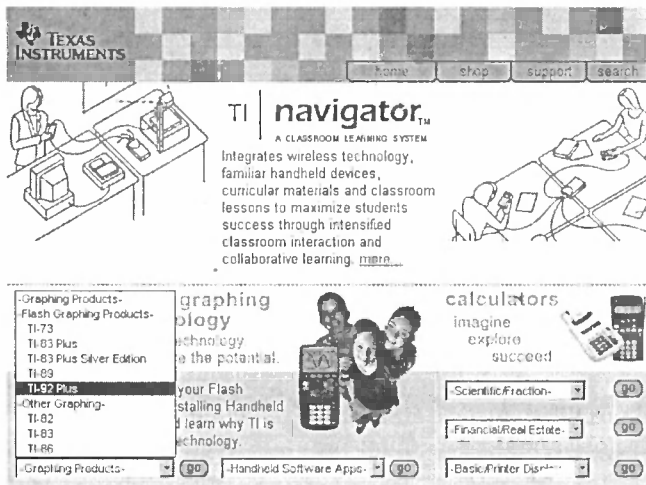 TEXAS
INSTRUMENTS
home shop support search
TI navigator™
A CLASSROOM LEARNING SYSTEM
Integrates wireless technology,
familiar handheld devices,
curricular materials and classroom
lessons to maximize students
success through intensified
classroom interaction and
collaborative learning. more...
-Graphing Products-
-Flash Graphing Products-
TI-73
TI-83 Plus
TI-83 Plus Silver Edition
TI-89
TI-92 Plus
-Other Graphing-
TI-82
TI-83
TI-86
-Graphing Products- go
graphing
ology
chnology
e the potential.
your Flash
stalling Handheld
learn why TI is
echnology.
-Handheld Software Apps- go
calculators
imagine
explore
succeed
-Scientific/Fraction- go
-Financial/Real Estate- go
-Basic/Printer go